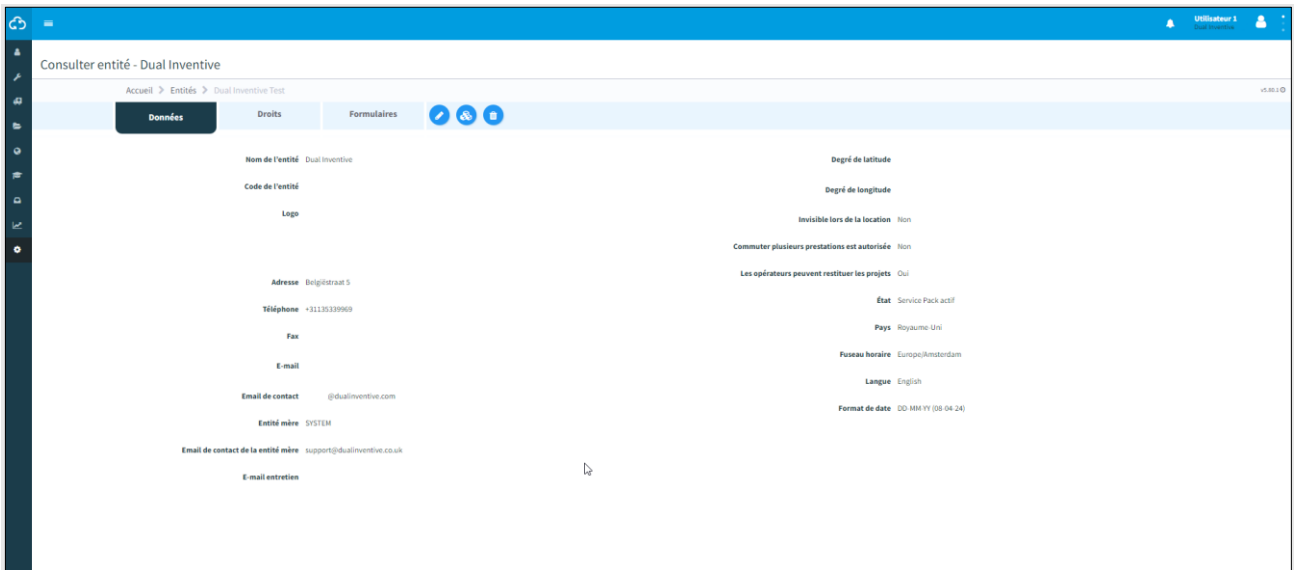 Utilisateur 1
Dual Inventive
Consulter entité - Dual Inventive
Accueil > Entités > Dual Inventive Test
v5.80.1
Données
Droits
Formulaires
Nom de l'entité Dual Inventive
Code de l'entité
Logo
Adresse Belgiëstraat 5
Téléphone +31135339969
Fax
E-mail
Email de contact @dualinventive.com
Entité mère SYSTEM
Email de contact de la entité mère support@dualinventive.co.uk
E-mail entretien
Degré de latitude
Degré de longitude
Invisible lors de la location Non
Commuter plusieurs prestations est autorisée Non
Les opérateurs peuvent restituer les projets Oui
État Service Pack actif
Pays Royaume-Uni
Fuseau horaire Europe/Amsterdam
Langue English
Format de date DD-MM-YY (08-04-24)